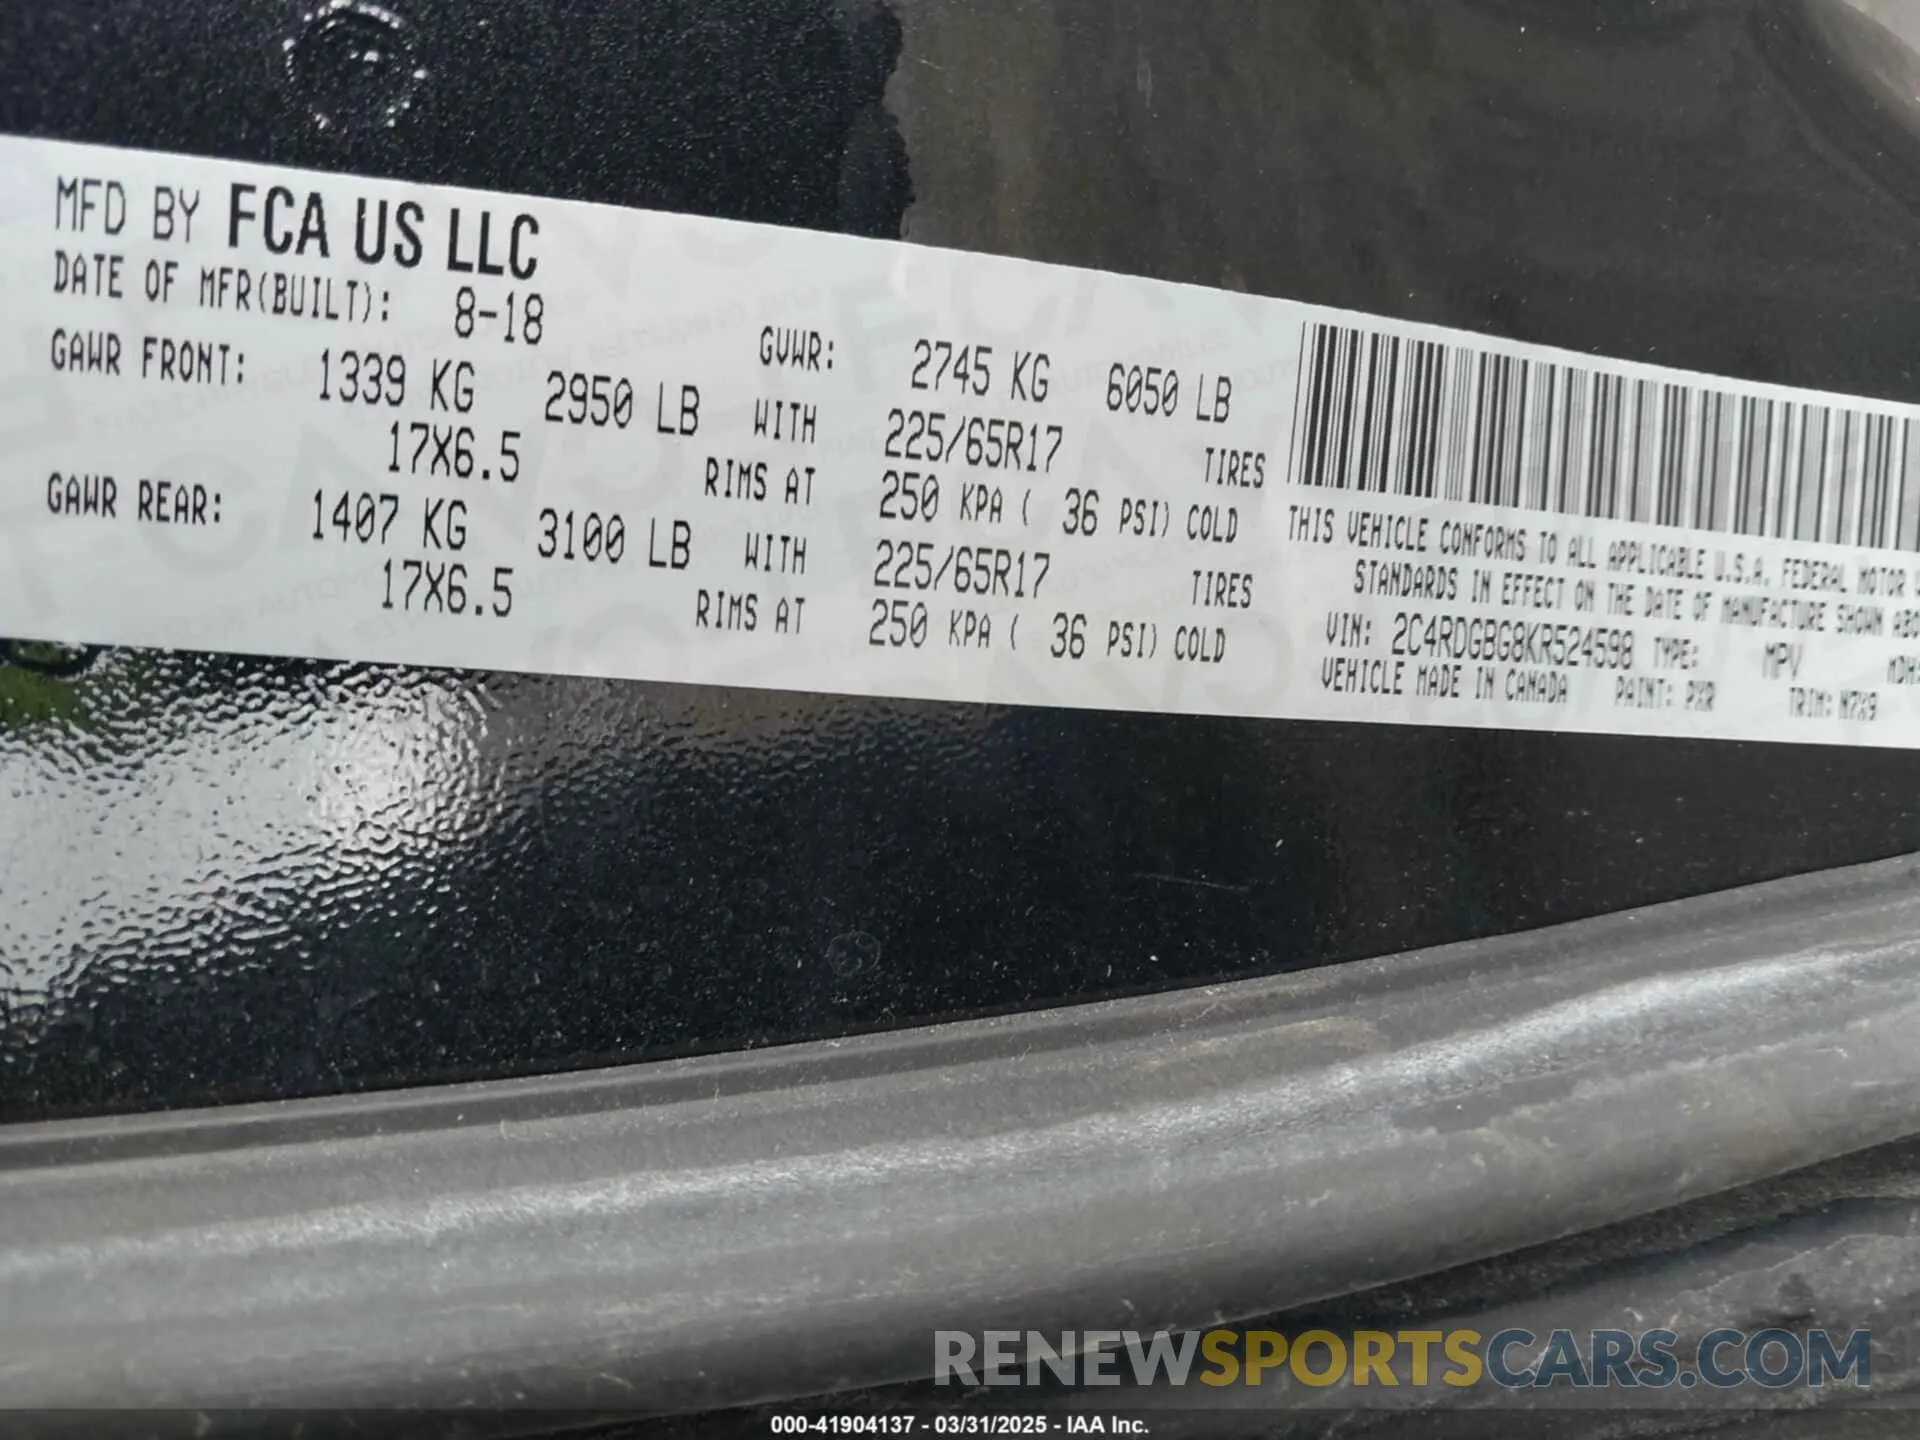 MFD BY FCA US LLC
DATE OF MFR(BUILT): 8-18 GVWR: 2745 KG 6050 LB
GAWR FRONT: 1339 KG 2950 LB WITH 225/65R17 TIRES
17X6.5 RIMS AT 250 KPA ( 36 PSI) COLD
GAWR REAR: 1407 KG 3100 LB WITH 225/65R17 TIRES
17X6.5 RIMS AT 250 KPA ( 36 PSI) COLD
THIS VEHICLE CONFORMS TO ALL APPLICABLE U.S.A. FEDERAL MOTOR
STANDARDS IN EFFECT ON THE DATE OF MANUFACTURE SHOWN
VIN: 2C4RDGBG8KR524598 TYPE: MPV
VEHICLE MADE IN CANADA PAINT: PXR TRIM: M7X9
RENEWSPORTSCARS.COM
000-41904137 - 03/31/2025 - IAA Inc.